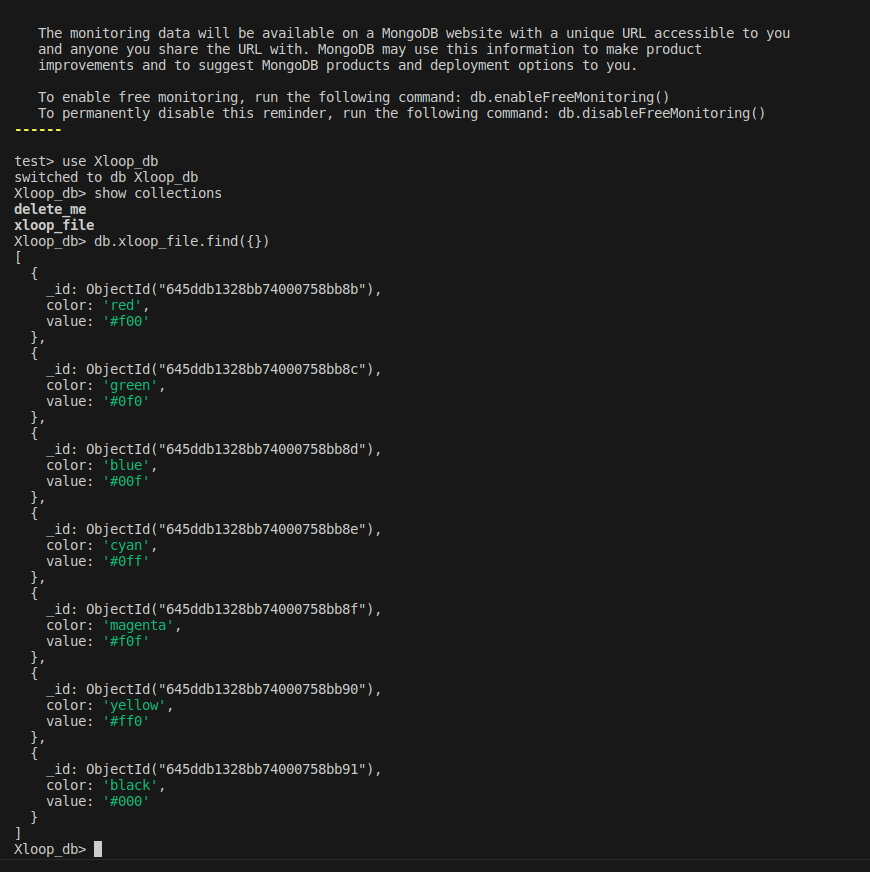 The monitoring data will be available on a MongoDB website with a unique URL accessible to you
and anyone you share the URL with. MongoDB may use this information to make product
improvements and to suggest MongoDB products and deployment options to you.
To enable free monitoring, run the following command: db.enableFreeMonitoring()
To permanently disable this reminder, run the following command: db.disableFreeMonitoring()
------
test> use Xloop_db
switched to db Xloop_db
Xloop_db> show collections
delete_me
xloop_file
Xloop_db> db.xloop_file.find({})
[
  {
    _id: ObjectId("645ddb1328bb74000758bb8b"),
    color: 'red',
    value: '#f00'
  },
  {
    _id: ObjectId("645ddb1328bb74000758bb8c"),
    color: 'green',
    value: '#0f0'
  },
  {
    _id: ObjectId("645ddb1328bb74000758bb8d"),
    color: 'blue',
    value: '#00f'
  },
  {
    _id: ObjectId("645ddb1328bb74000758bb8e"),
    color: 'cyan',
    value: '#0ff'
  },
  {
    _id: ObjectId("645ddb1328bb74000758bb8f"),
    color: 'magenta',
    value: '#f0f'
  },
  {
    _id: ObjectId("645ddb1328bb74000758bb90"),
    color: 'yellow',
    value: '#ff0'
  },
  {
    _id: ObjectId("645ddb1328bb74000758bb91"),
    color: 'black',
    value: '#000'
  }
]
Xloop_db>